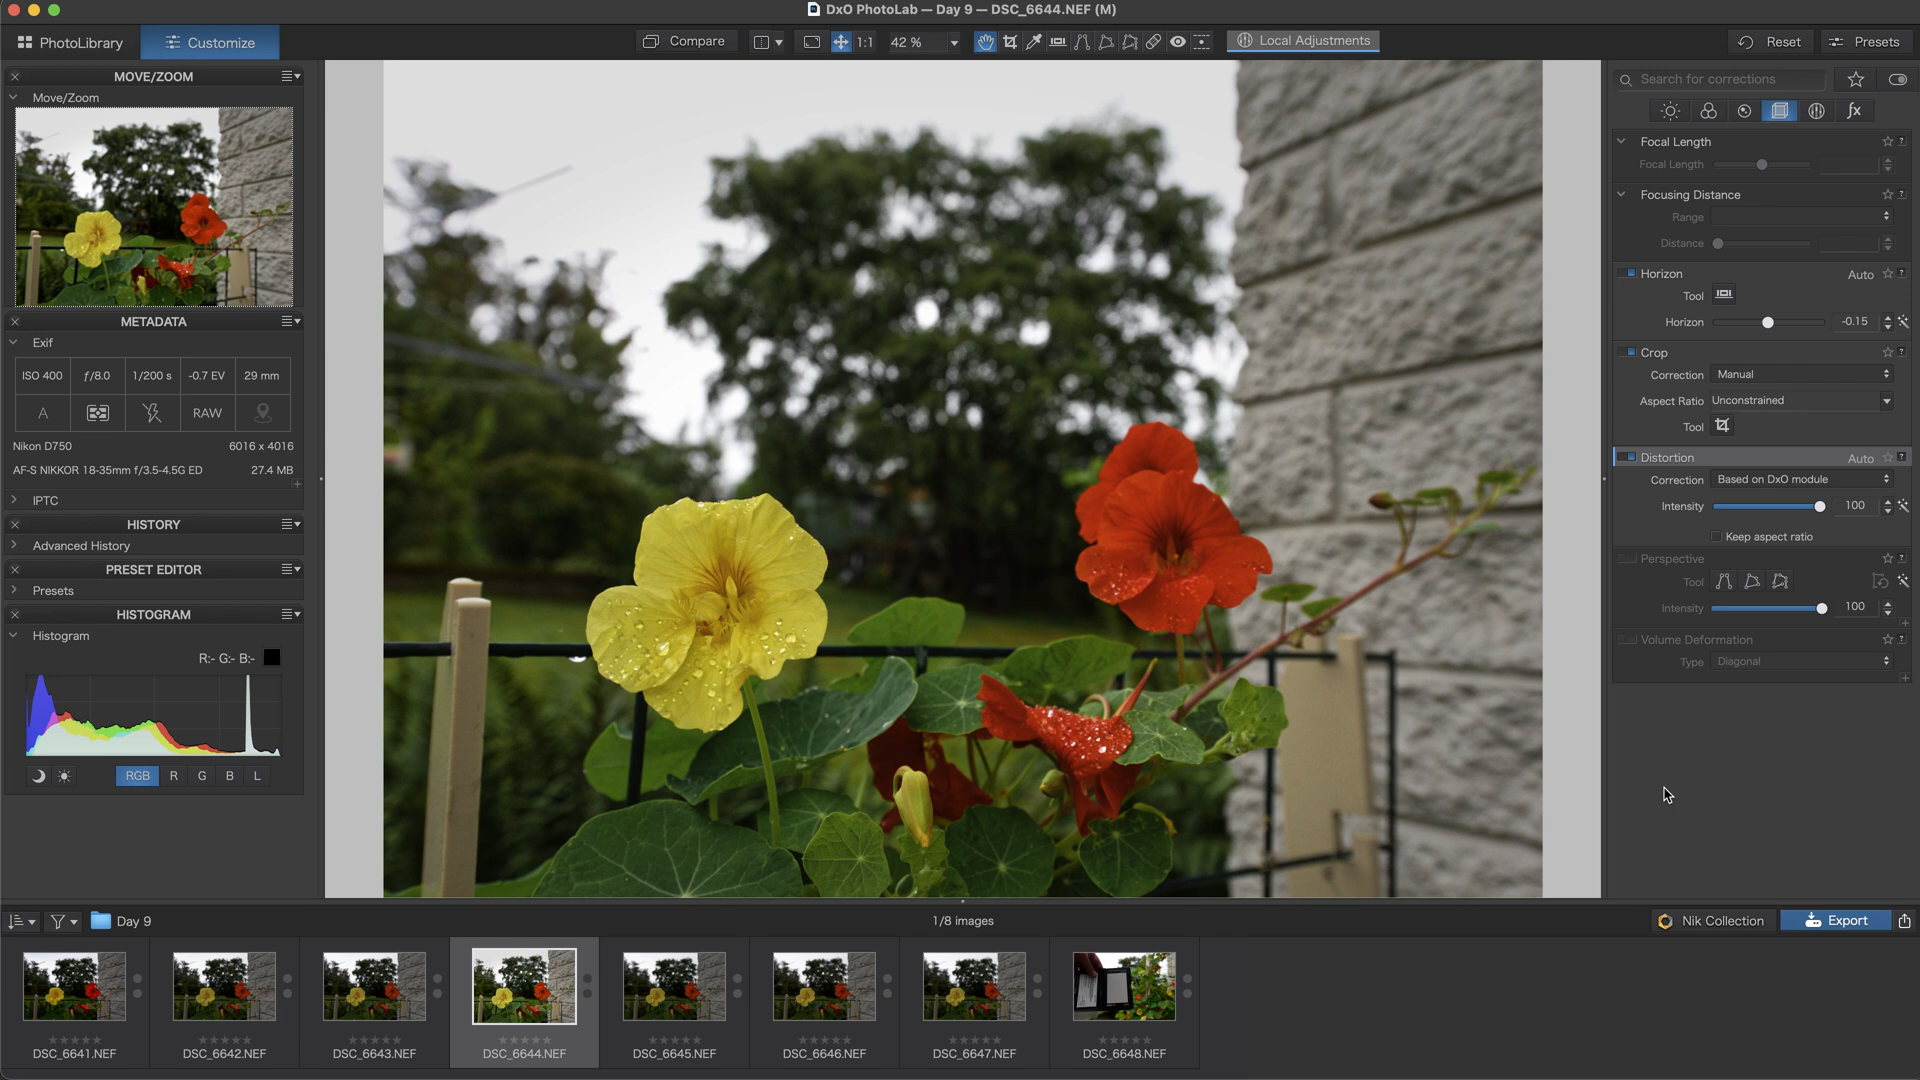 DxO PhotoLab — Day 9 — DSC_6644.NEF (M)
PhotoLibrary
Customize
Compare
1:1
42 %
Local Adjustments
Reset
Presets
MOVE/ZOOM
Move/Zoom
METADATA
Exif
ISO 400
ƒ/8.0
1/200 s
-0.7 EV
29 mm
A
RAW
Nikon D750
6016 x 4016
AF-S NIKKOR 18-35mm f/3.5-4.5G ED
27.4 MB
IPTC
HISTORY
Advanced History
PRESET EDITOR
Presets
HISTOGRAM
Histogram
R:- G:- B:-
RGB
R
G
B
L
Search for corrections
fx
Focal Length
Focal Length
Focusing Distance
Range
Distance
Horizon
Auto
Tool
Horizon
-0.15
Crop
Correction
Manual
Aspect Ratio
Unconstrained
Tool
Distortion
Auto
Correction
Based on DxO module
Intensity
100
Keep aspect ratio
Perspective
Tool
Intensity
100
Volume Deformation
Type
Diagonal
Day 9
1/8 images
Nik Collection
Export
DSC_6641.NEF
DSC_6642.NEF
DSC_6643.NEF
DSC_6644.NEF
DSC_6645.NEF
DSC_6646.NEF
DSC_6647.NEF
DSC_6648.NEF